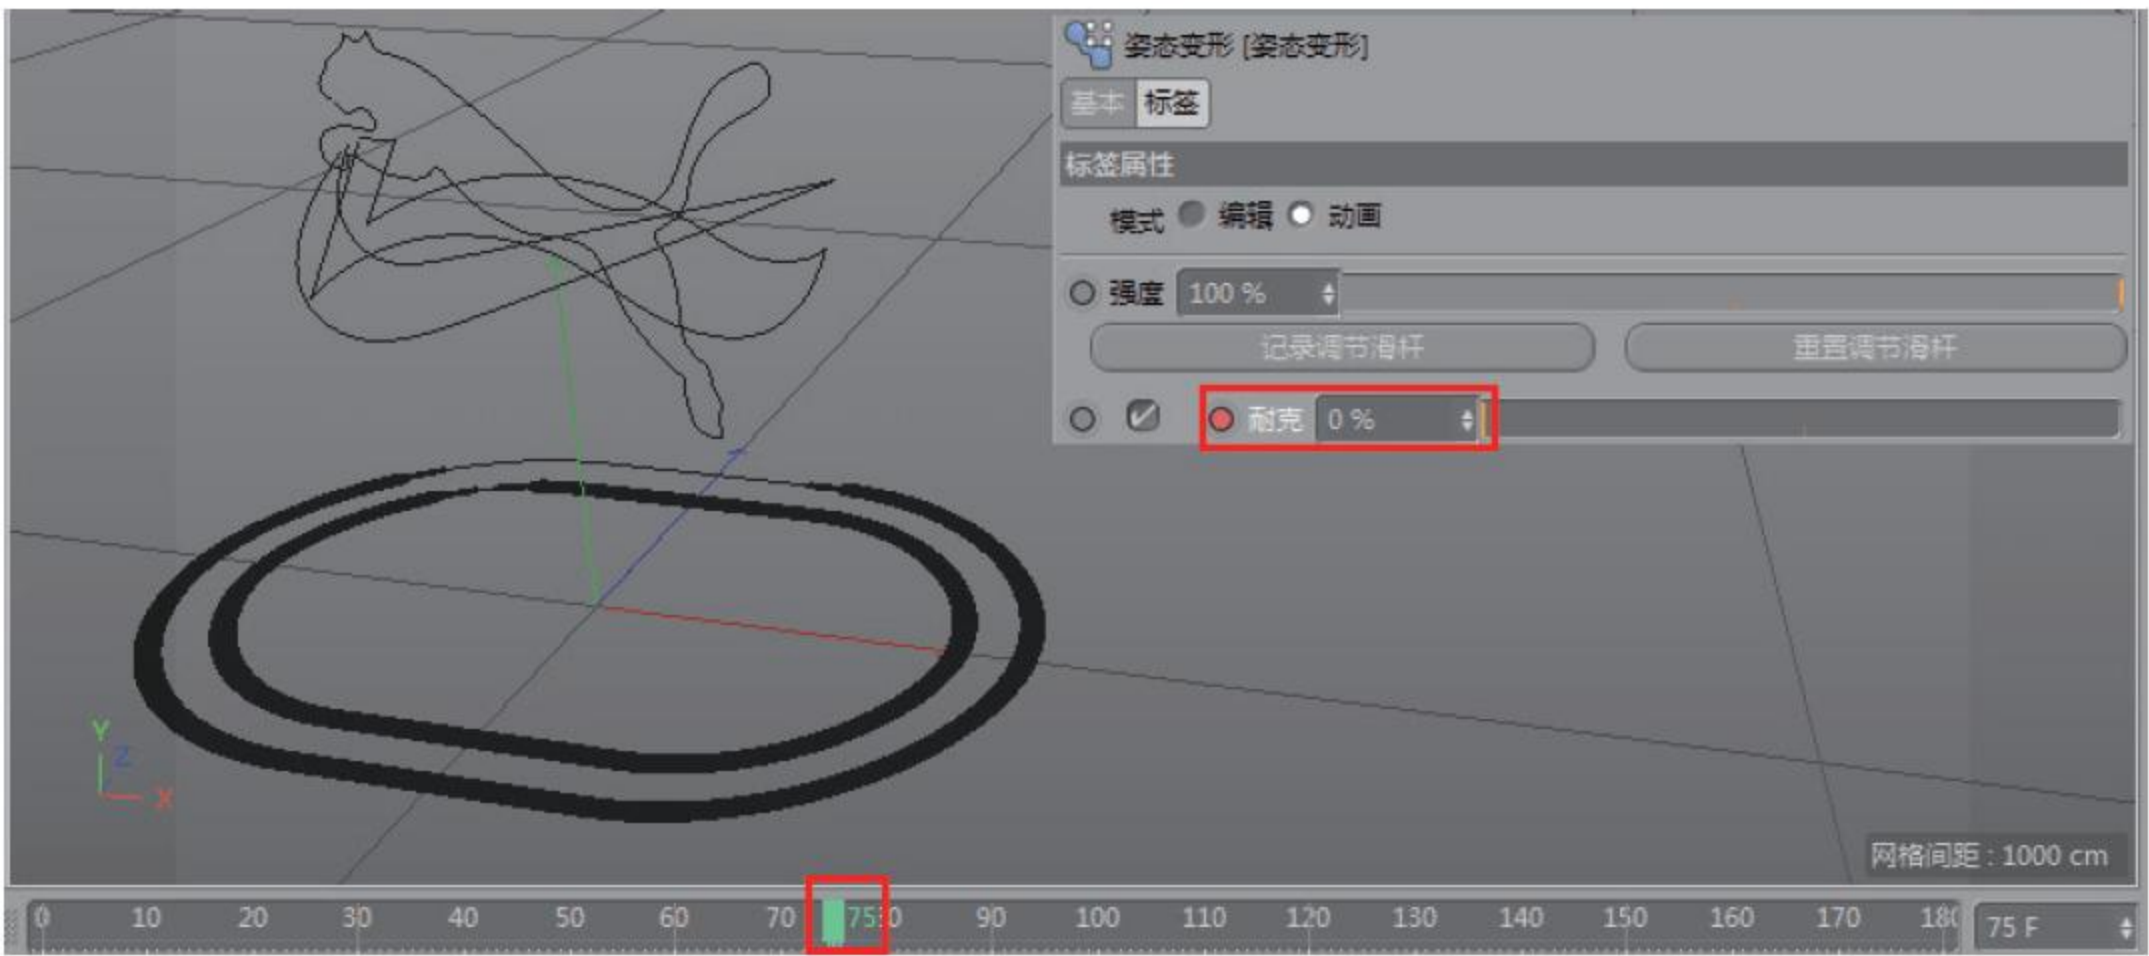 姿态变形 [姿态变形]
基本 标签
标签属性
模式 编辑 动画
强度 100 %
记录调节滑杆 重置调节滑杆
耐克 0 %
Y
Z
X
网格间距 : 1000 cm
0 10 20 30 40 50 60 70 75 80 90 100 110 120 130 140 150 160 170 180 75 F